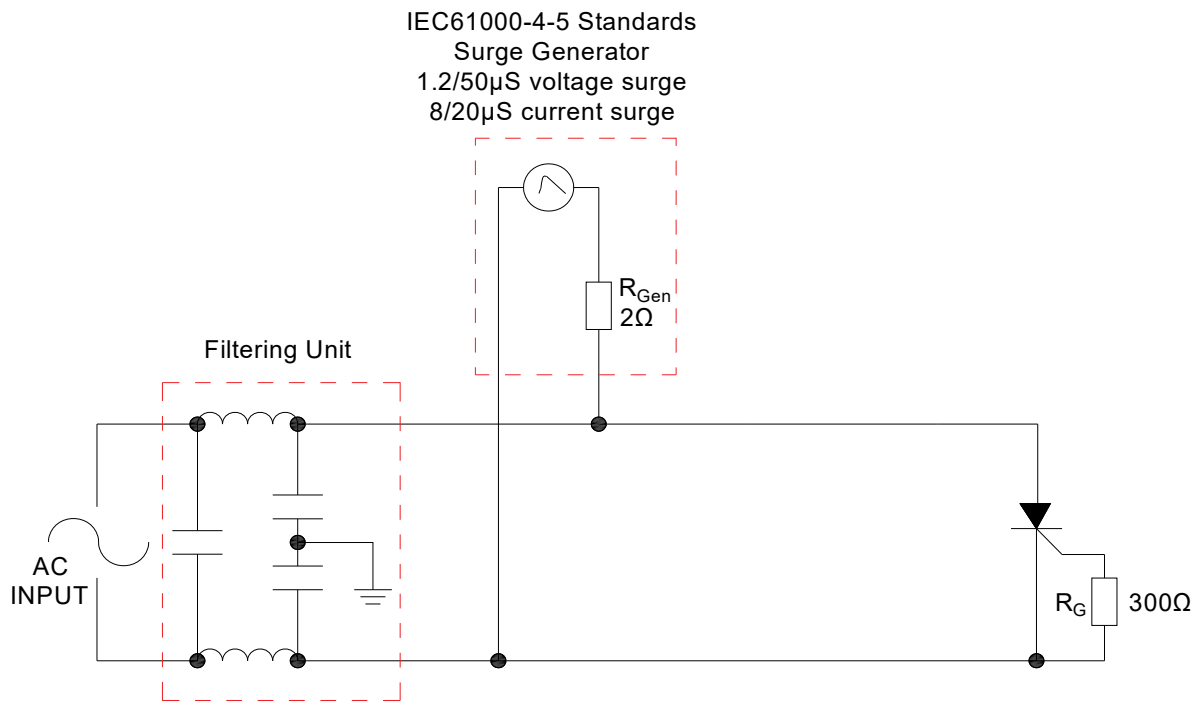 IEC61000-4-5 Standards
Surge Generator
1.2/50µS voltage surge
8/20µS current surge
RGen
2Ω
Filtering Unit
AC
INPUT
RG 300Ω